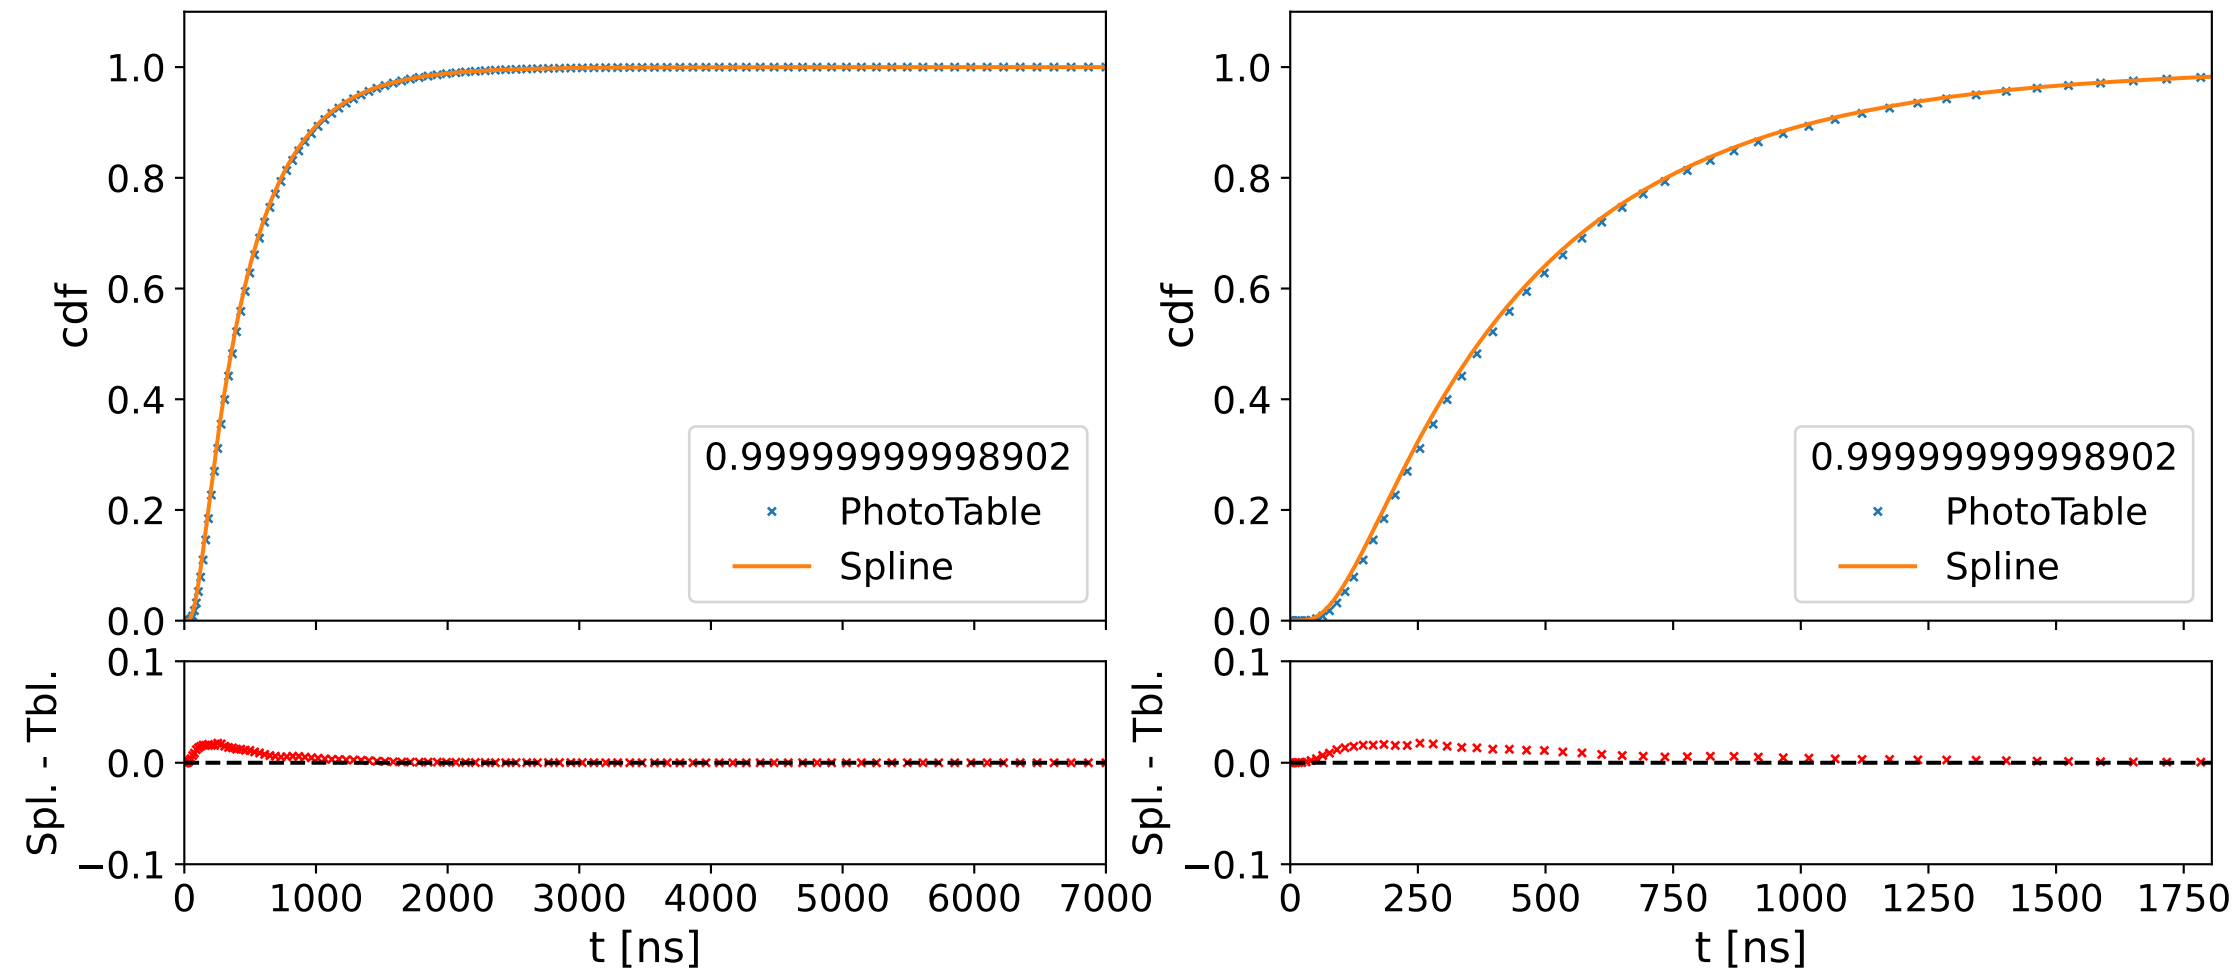 1.0
0.8
0.6
0.4
0.2
0.0
cdf
0.99999999998902
PhotoTable
Spline
0.1
0.0
−0.1
Spl. - Tbl.
0 1000 2000 3000 4000 5000 6000 7000
t [ns]
1.0
0.8
0.6
0.4
0.2
0.0
cdf
0.99999999998902
PhotoTable
Spline
0.1
0.0
−0.1
Spl. - Tbl.
0 250 500 750 1000 1250 1500 1750
t [ns]